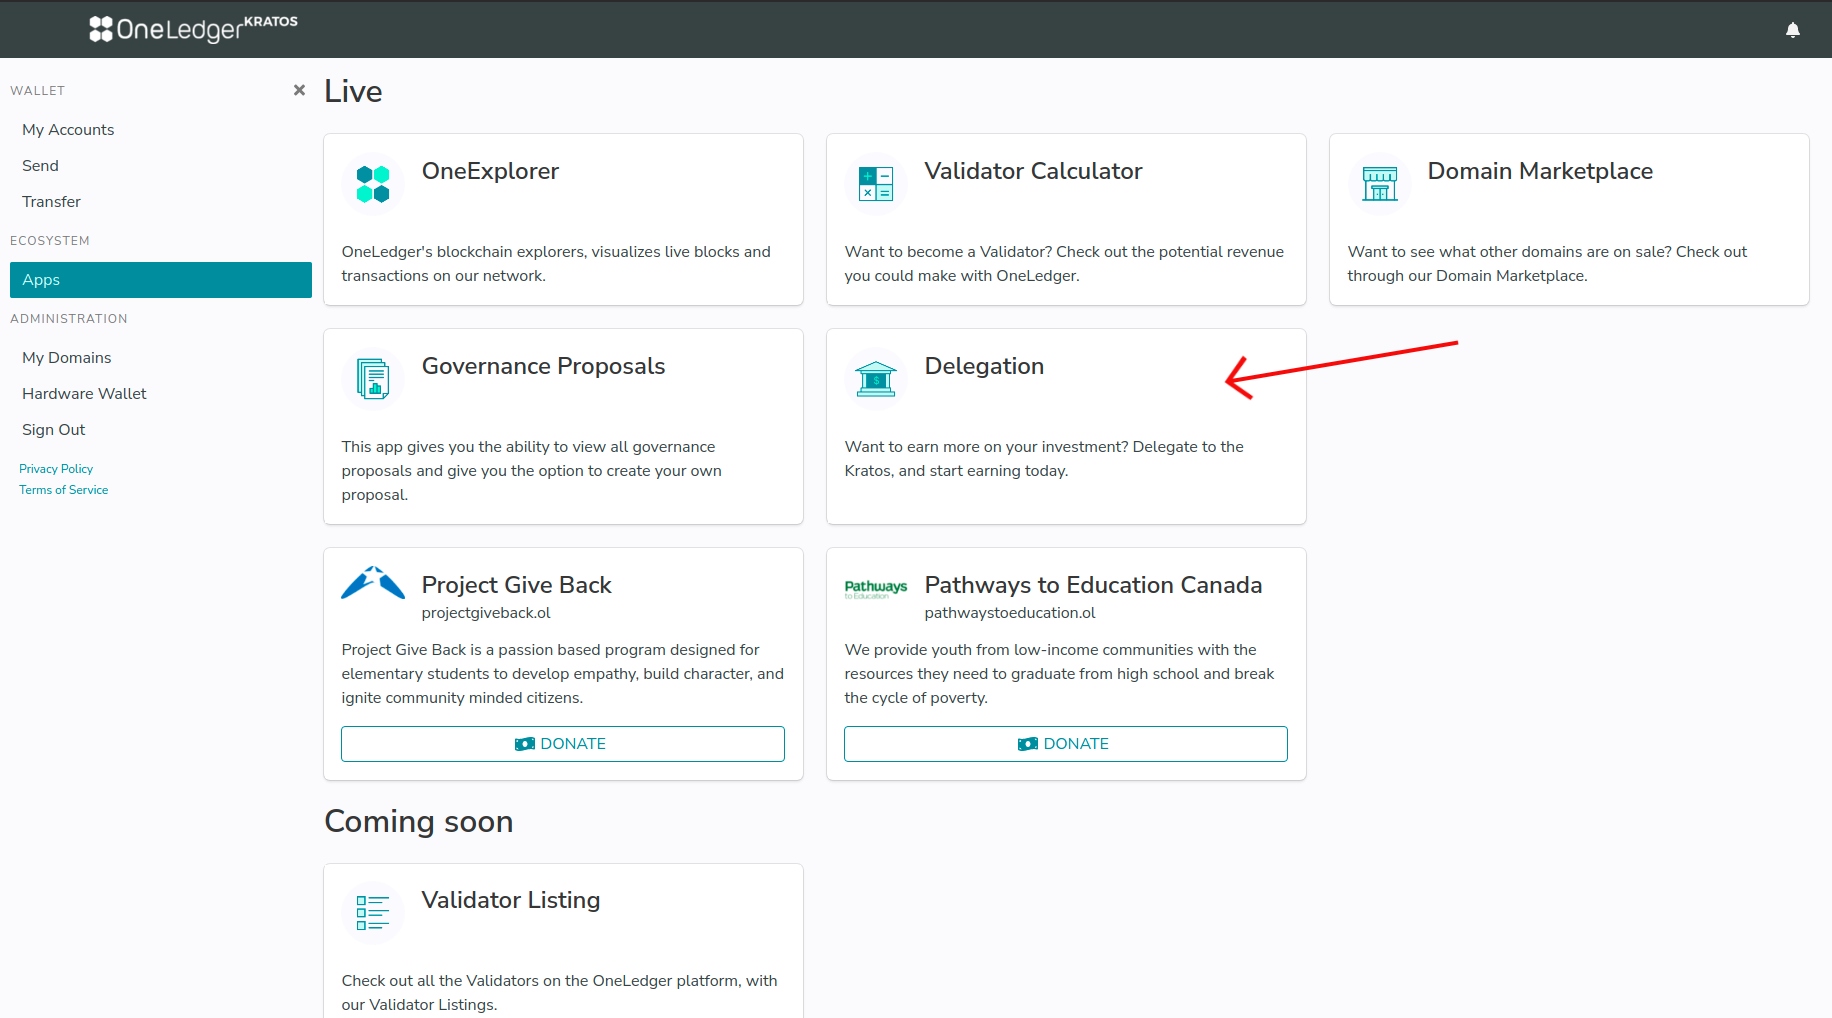 OneLedger KRATOS
WALLET
My Accounts
Send
Transfer
ECOSYSTEM
Apps
ADMINISTRATION
My Domains
Hardware Wallet
Sign Out
Privacy Policy
Terms of Service
Live
OneExplorer
OneLedger's blockchain explorers, visualizes live blocks and
transactions on our network.
Validator Calculator
Want to become a Validator? Check out the potential revenue
you could make with OneLedger.
Domain Marketplace
Want to see what other domains are on sale? Check out
through our Domain Marketplace.
Governance Proposals
This app gives you the ability to view all governance
proposals and give you the option to create your own
proposal.
Delegation
Want to earn more on your investment? Delegate to the
Kratos, and start earning today.
Project Give Back
projectgiveback.ol
Project Give Back is a passion based program designed for
elementary students to develop empathy, build character, and
ignite community minded citizens.
DONATE
Pathways
to Education
Pathways to Education Canada
pathwaystoeducation.ol
We provide youth from low-income communities with the
resources they need to graduate from high school and break
the cycle of poverty.
DONATE
Coming soon
Validator Listing
Check out all the Validators on the OneLedger platform, with
our Validator Listings.